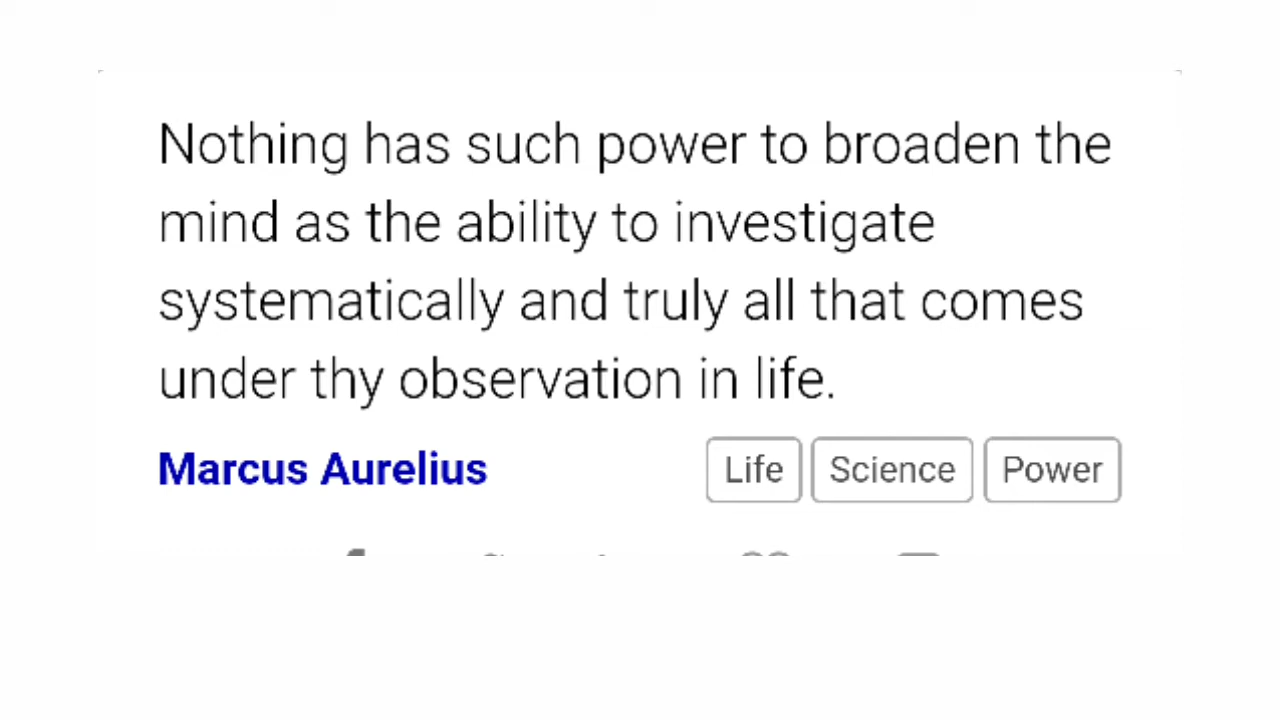 Nothing has such power to broaden the
mind as the ability to investigate
systematically and truly all that comes
under thy observation in life.
Marcus Aurelius
Life Science Power